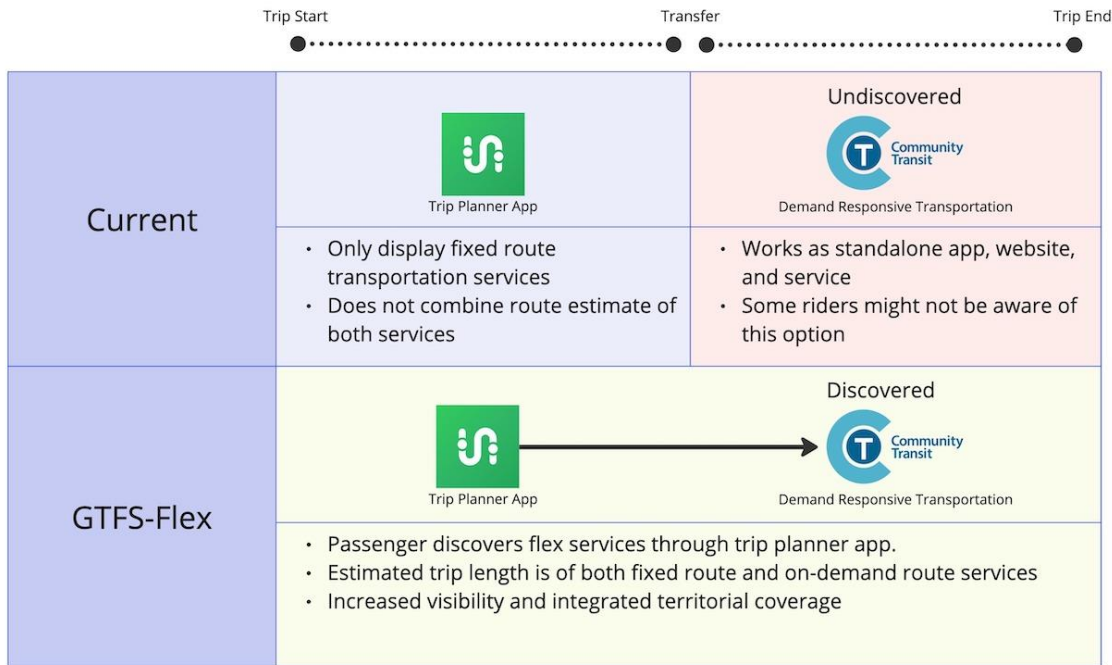 Trip Start
Transfer
Trip End
Current
Trip Planner App
Undiscovered
T
Community
Transit
Demand Responsive Transportation
• Only display fixed route
transportation services
• Does not combine route estimate of
both services
• Works as standalone app, website,
and service
• Some riders might not be aware of
this option
GTFS-Flex
Trip Planner App
Discovered
T
Community
Transit
Demand Responsive Transportation
• Passenger discovers flex services through trip planner app.
• Estimated trip length is of both fixed route and on-demand route services
• Increased visibility and integrated territorial coverage